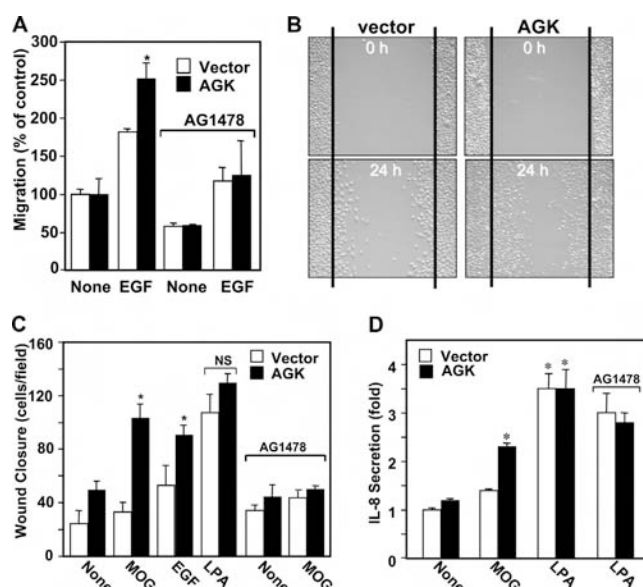 A
Migration (% of control)
300
250
200
150
100
50
0
Vector
AGK
*
AG1478
None EGF None EGF
B
vector AGK
0 h 0 h
24 h 24 h
C
Wound Closure (cells/field)
160
120
80
40
0
Vector
AGK
* * NS
AG1478
None MOG EGF LPA None MOG
D
IL-8 Secretion (fold)
4
3
2
1
0
Vector
AGK
* * *
AG1478
None MOG LPA LPA